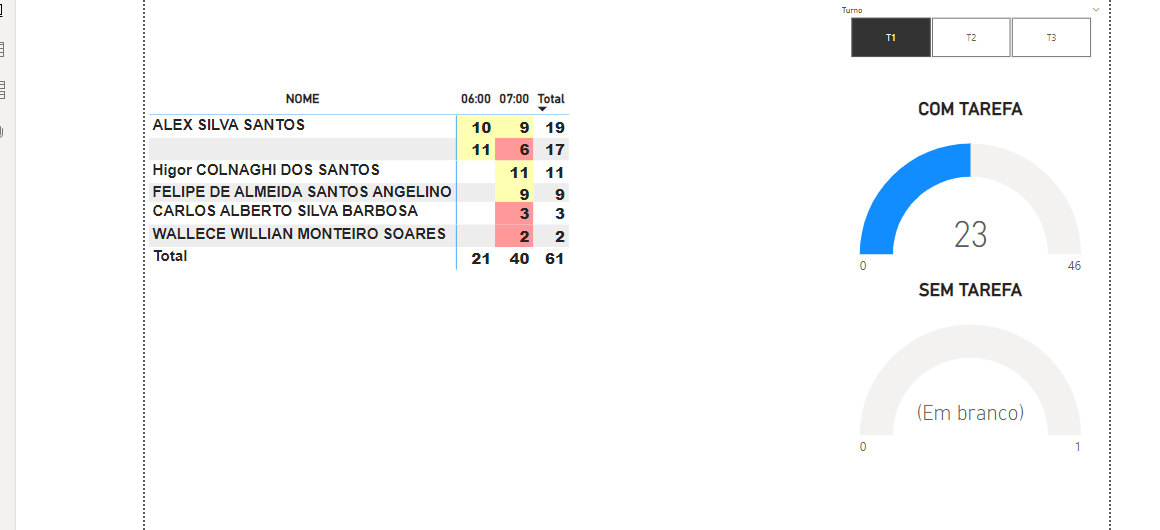 Turno
T1 T2 T3
NOME 06:00 07:00 Total
ALEX SILVA SANTOS 10 9 19
11 6 17
Higor COLNAGHI DOS SANTOS 11 11
FELIPE DE ALMEIDA SANTOS ANGELINO 9 9
CARLOS ALBERTO SILVA BARBOSA 3 3
WALLECE WILLIAN MONTEIRO SOARES 2 2
Total 21 40 61
COM TAREFA
23
0 46
SEM TAREFA
(Em branco)
0 1